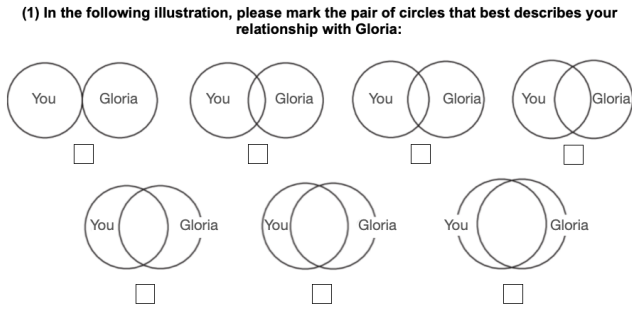 (1) In the following illustration, please mark the pair of circles that best describes your
relationship with Gloria:
You Gloria You Gloria You Gloria You Gloria
You Gloria You Gloria You Gloria